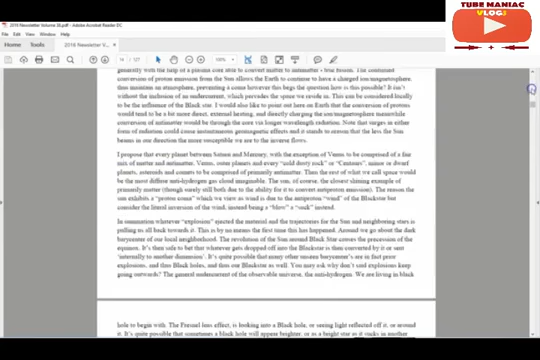 2016 Newsletter Volume 20.pdf - Adobe Acrobat Reader DC
File Edit View Window Help
Home Tools 2016 Newsletter Vol...
TUBE MANIAC
VLOGS
generally with the help of a plasma core able to convert matter to antimatter - true fusion. The continued
conversion of proton emission from the Sun allows the Earth to continue to have a charged ion/magnetosphere
thus maintain an atmosphere, preventing a coma however this begs the question how is this possible? It isn't
without the inclusion of an undercurrent, which pervades the space we revolve in. This can be considered locally
to be the influence of the Black star. I would also like to point out here on Earth that the conversion of protons
would tend to be a bit more direct, external heating, and directly charging the ion/magnetosphere meanwhile
conversion of antimatter would be through the core via longer wavelength radiation. Note that surges in either
form of radiation could cause instantaneous geomagnetic effects and it stands to reason that the less the Sun
beams in our direction the more susceptible we are to the inverse flows.
I propose that every planet between Saturn and Mercury, with the exception of Venus to be comprised of a fair
mix of matter and antimatter. Venus, outer planets and every "cold dusty rock" or "Centaurs", minor or dwarf
planets, asteroids and comets to be comprised of primarily antimatter. Then the rest of what we call space would
be the most diffuse anti-hydrogen gas cloud imaginable. The sun, of course, the closest shining example of
primarily matter (though surely still both due to the ability for it to convert antiproton emission). The reason the
sun exhibits a "proton coma" which we view as wind is due to the antiproton "wind" of the Blackstar but
consider the literal inversion of the wind, instead being a "blow" a "suck" instead.
In summation whatever "explosion" ejected the material and the trajectories for the Sun and neighboring stars is
pulling us all back towards it. This is by no means the first time this has happened. Around we go about the dark
barycenter of our local neighborhood. The revolution of the Sun around Black Star causes the precession of the
equinox. It's then safe to bet that whatever gets dropped off into the Blackstar is then converted by it or sent
'internally to another dimension'. It's quite possible that many other unseen barycenter's are in fact prior
explosions, and thus Black holes, and thus our Blackstar as well. You may ask why don't said explosions keep
going outwards? The general undercurrent of the observable universe, the anti-hydrogen. We are living in black
hole to begin with. The Fresnel lens effect, is looking into a Black hole, or seeing light reflected off it, or around
it. It's quite possible that sometimes a black hole will appear brighter, or as a bright star as it sucks in another